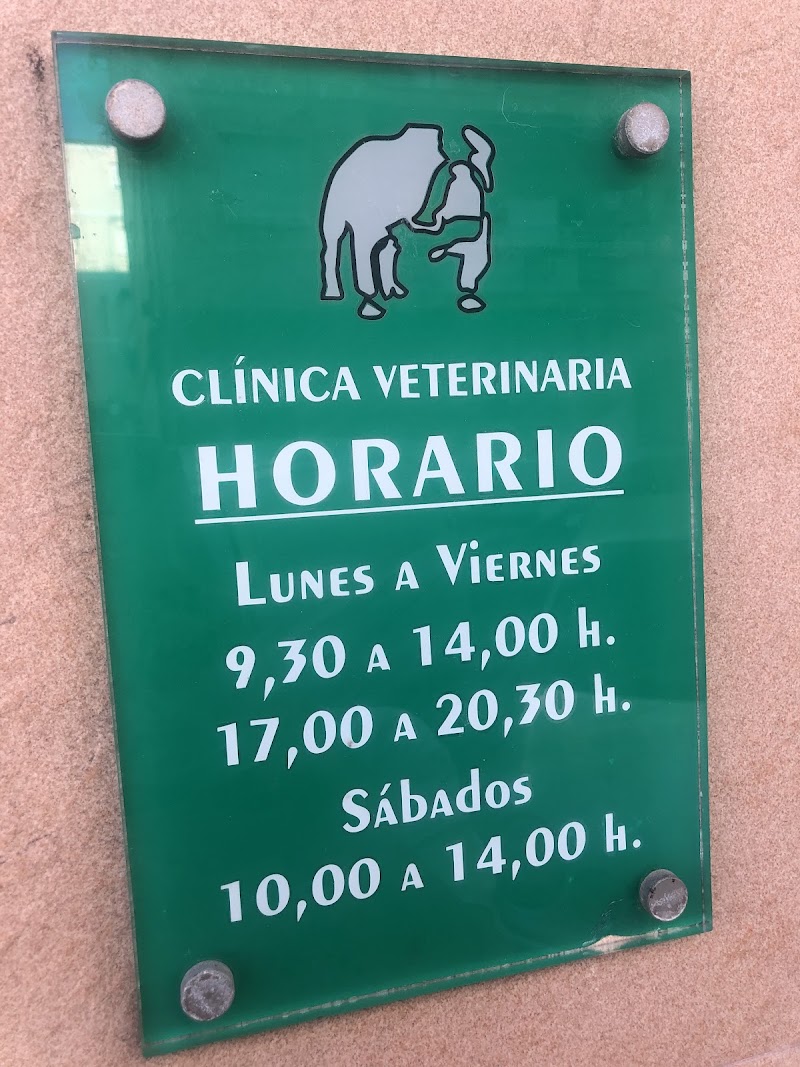 CLÍNICA VETERINARIA
HORARIO
LUNES A VIERNES
9,30 A 14,00 h.
17,00 A 20,30 h.
Sábados
10,00 A 14,00 h.